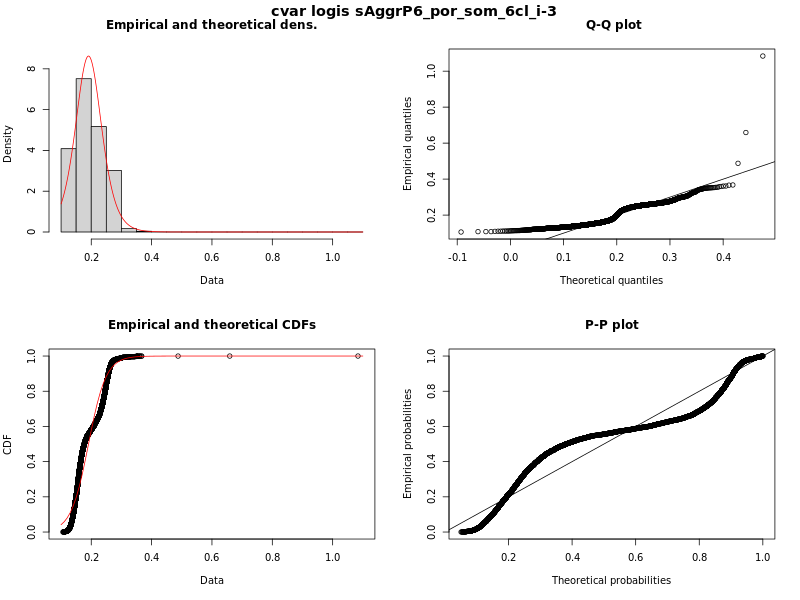 cvar logis sAggrP6_por_som_6cl_i-3
Empirical and theoretical dens.
Density
0 2 4 6 8
0.2 0.4 0.6 0.8 1.0
Data
Q-Q plot
Empirical quantiles
0.2 0.4 0.6 0.8 1.0
-0.1 0.0 0.1 0.2 0.3 0.4
Theoretical quantiles
Empirical and theoretical CDFs
CDF
0.0 0.2 0.4 0.6 0.8 1.0
0.2 0.4 0.6 0.8 1.0
Data
P-P plot
Empirical probabilities
0.0 0.2 0.4 0.6 0.8 1.0
0.2 0.4 0.6 0.8 1.0
Theoretical probabilities